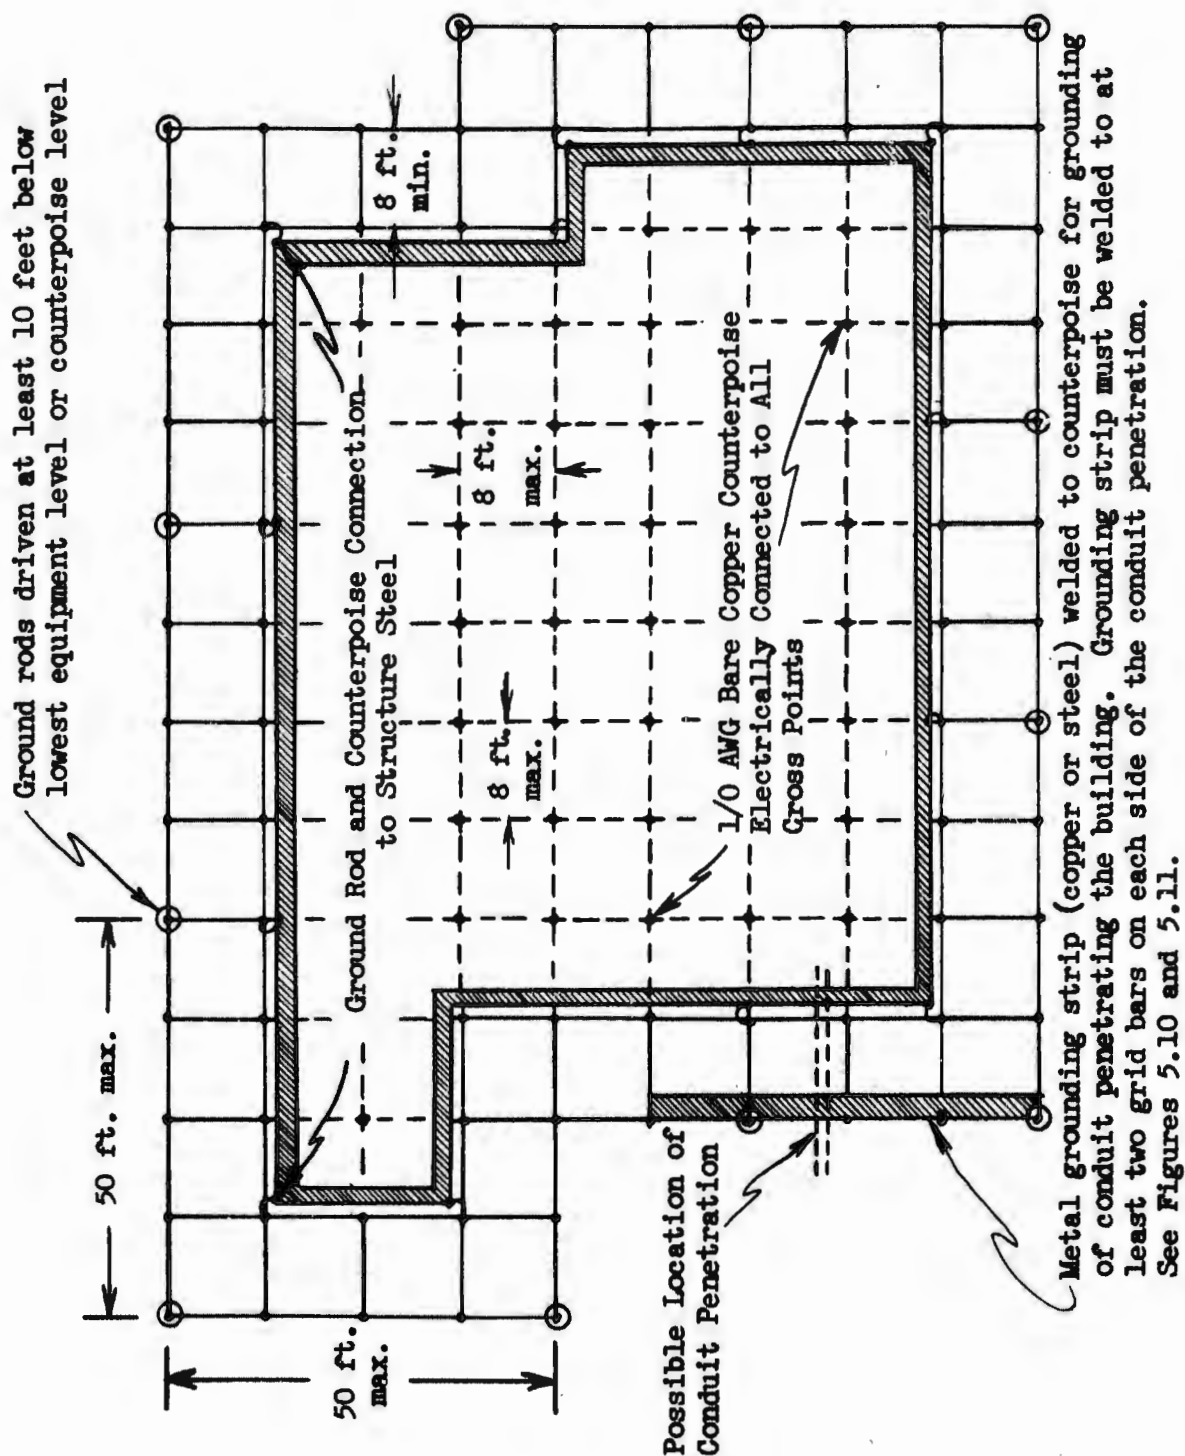 Ground rods driven at least 10 feet below
lowest equipment level or counterpoise level
50 ft. max.
50 ft.
max.
8 ft.
min.
Ground Rod and Counterpoise Connection
to Structure Steel
8 ft.
max.
8 ft.
max.
1/0 AWG Bare Copper Counterpoise
Electrically Connected to All
Gross Points
Possible Location of
Conduit Penetration
Metal grounding strip (copper or steel) welded to counterpoise for grounding
of conduit penetrating the building. Grounding strip must be welded to at
least two grid bars on each side of the conduit penetration.
See Figures 5.10 and 5.11.